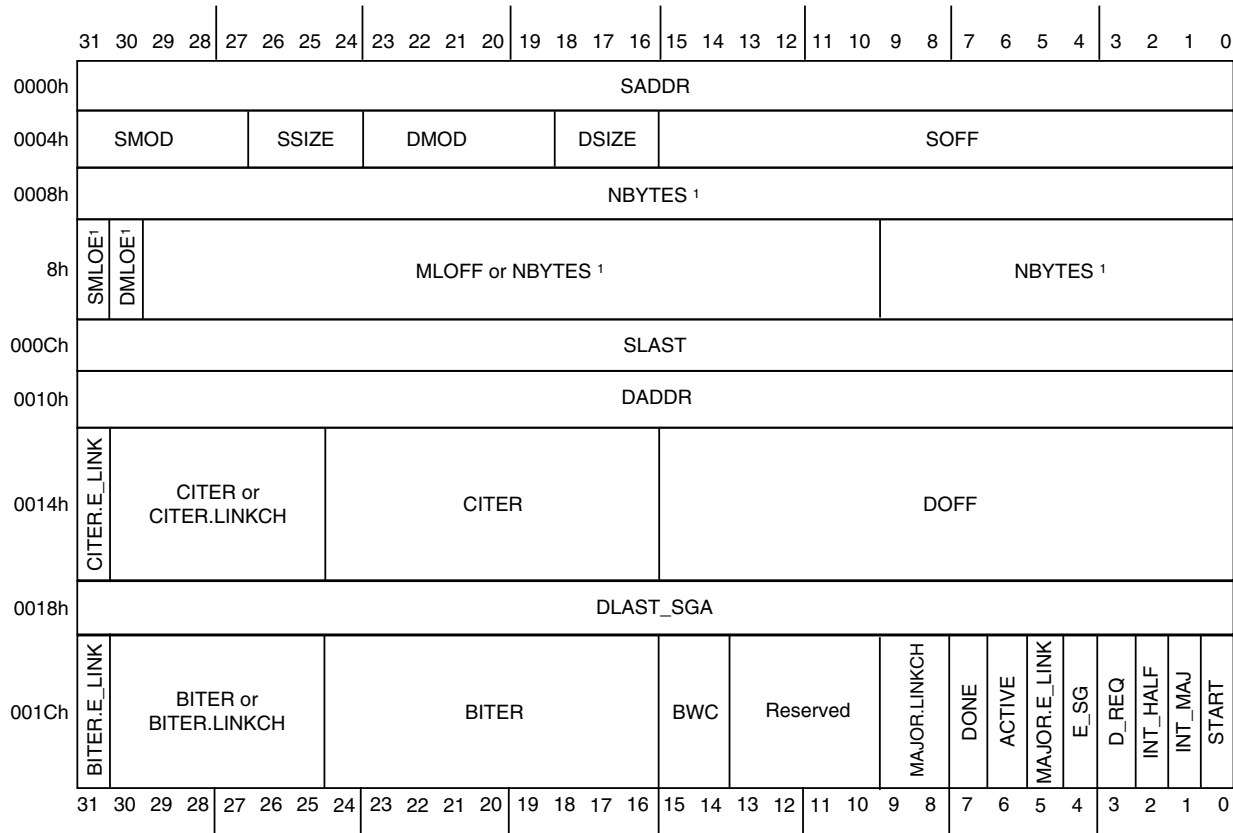 31 30 29 28 27 26 25 24 23 22 21 20 19 18 17 16 15 14 13 12 11 10 9 8 7 6 5 4 3 2 1 0
0000h SADDR
0004h SMOD SSIZE DMOD DSIZE SOFF
0008h NBYTES 1
8h SMLOE1 DMLOE1 MLOFF or NBYTES 1 NBYTES 1
000Ch SLAST
0010h DADDR
0014h CITER.E_LINK CITER or
CITER.LINKCH CITER DOFF
0018h DLAST_SGA
001Ch BITER.E_LINK BITER or
BITER.LINKCH BITER BWC Reserved MAJOR.LINKCH DONE ACTIVE MAJOR.E_LINK E_SG D_REQ INT_HALF INT_MAJ START
31 30 29 28 27 26 25 24 23 22 21 20 19 18 17 16 15 14 13 12 11 10 9 8 7 6 5 4 3 2 1 0